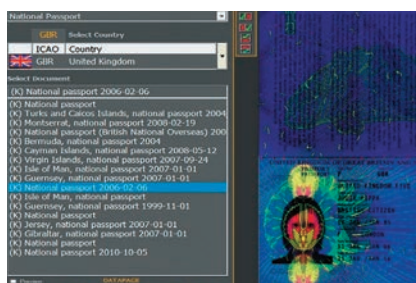 National Passport
GBR Select Country
ICAO Country
GBR United Kingdom
Select Document
(K) National passport 2006-02-06
(K) National passport
(K) Turks and Caicos Islands, national passport 2004
(K) Montserrat, national passport 2008-02-19
(K) National passport (British National Overseas) 200
(K) Bermuda, national passport 2004
(K) Cayman Islands, national passport 2008-05-12
(K) Virgin Islands, national passport 2007-09-24
(K) Isle of Man, national passport 2007-01-01
(K) Guernsey, national passport 2007-01-01
(K) National passport 2006-02-06
(K) Isle of Man, national passport
(K) Guernsey, national passport 1999-11-01
(K) National passport
(K) Jersey, national passport 2007-01-01
(K) Gibraltar, national passport 2007-01-01
(K) National passport
(K) National passport 2010-10-05
DATAPAGE
GBR
BRITISH CITIZEN
LONDON